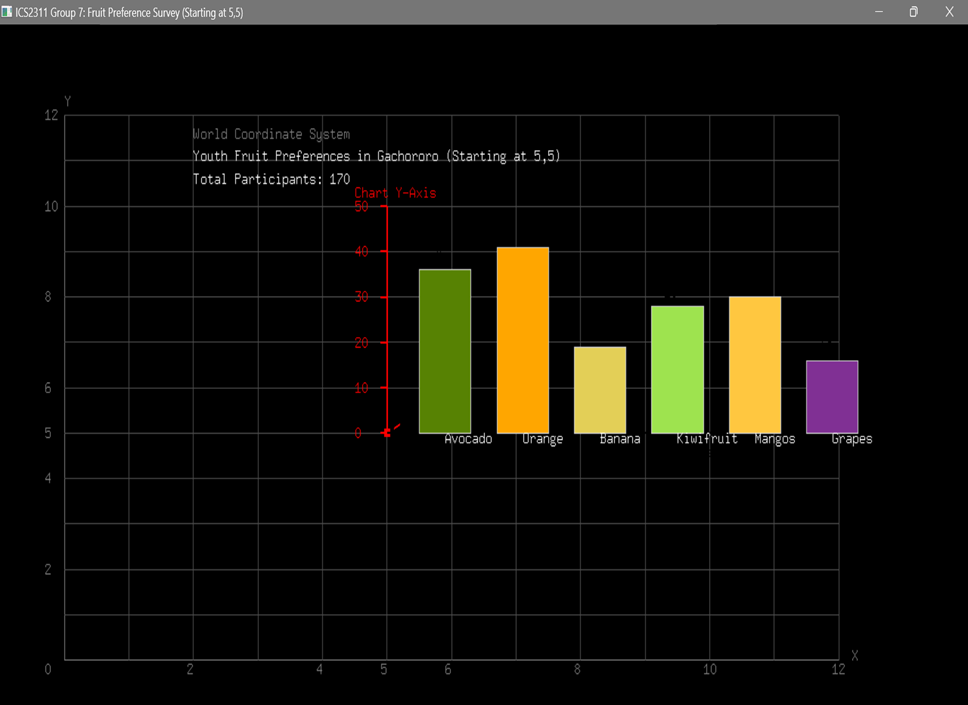 ICS2311 Group 7: Fruit Preference Survey (Starting at 5,5)
Y
12
World Coordinate System
Youth Fruit Preferences in Gachororo (Starting at 5,5)
Total Participants: 170
Chart Y-Axis
10
50
40
8
30
20
6
10
5
0
Avocado Orange Banana Kiwifruit Mangos Grapes
4
2
X
0 2 4 5 6 8 10 12